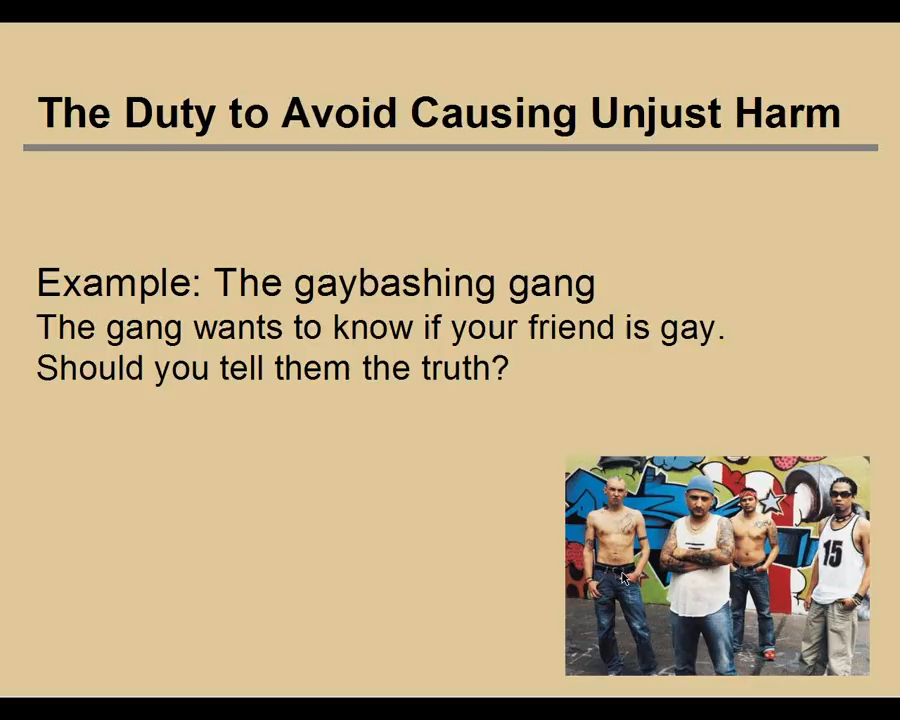 The Duty to Avoid Causing Unjust Harm
Example: The gaybashing gang
The gang wants to know if your friend is gay.
Should you tell them the truth?
15